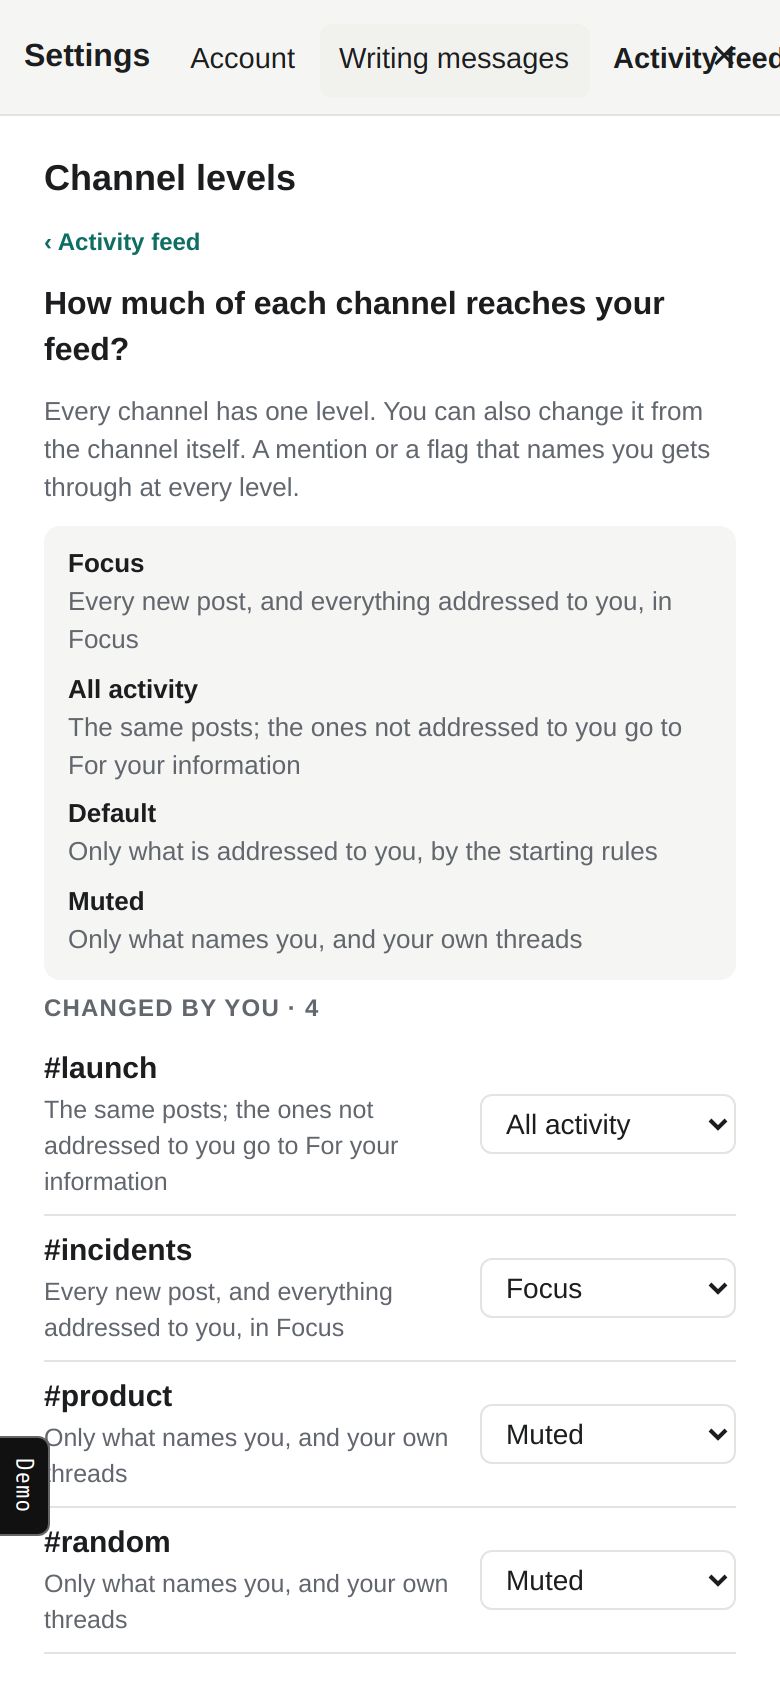 Settings Account Writing messages Activity feed ×
Channel levels
‹ Activity feed
How much of each channel reaches your
feed?
Every channel has one level. You can also change it from
the channel itself. A mention or a flag that names you gets
through at every level.
Focus
Every new post, and everything addressed to you, in
Focus
All activity
The same posts; the ones not addressed to you go to
For your information
Default
Only what is addressed to you, by the starting rules
Muted
Only what names you, and your own threads
CHANGED BY YOU · 4
#launch
The same posts; the ones not
addressed to you go to For your
information
All activity
#incidents
Every new post, and everything
addressed to you, in Focus
Focus
#product
Only what names you, and your own
threads
Muted
Demo
#random
Only what names you, and your own
threads
Muted